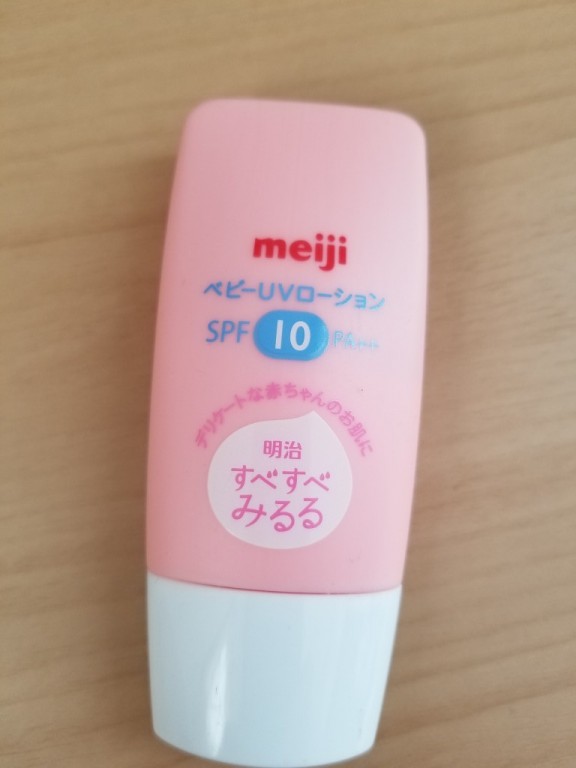 meiji
ベビーUVローション
SPF 10
デリケートな赤ちゃんのお肌に
明治
すべすべ
みるる